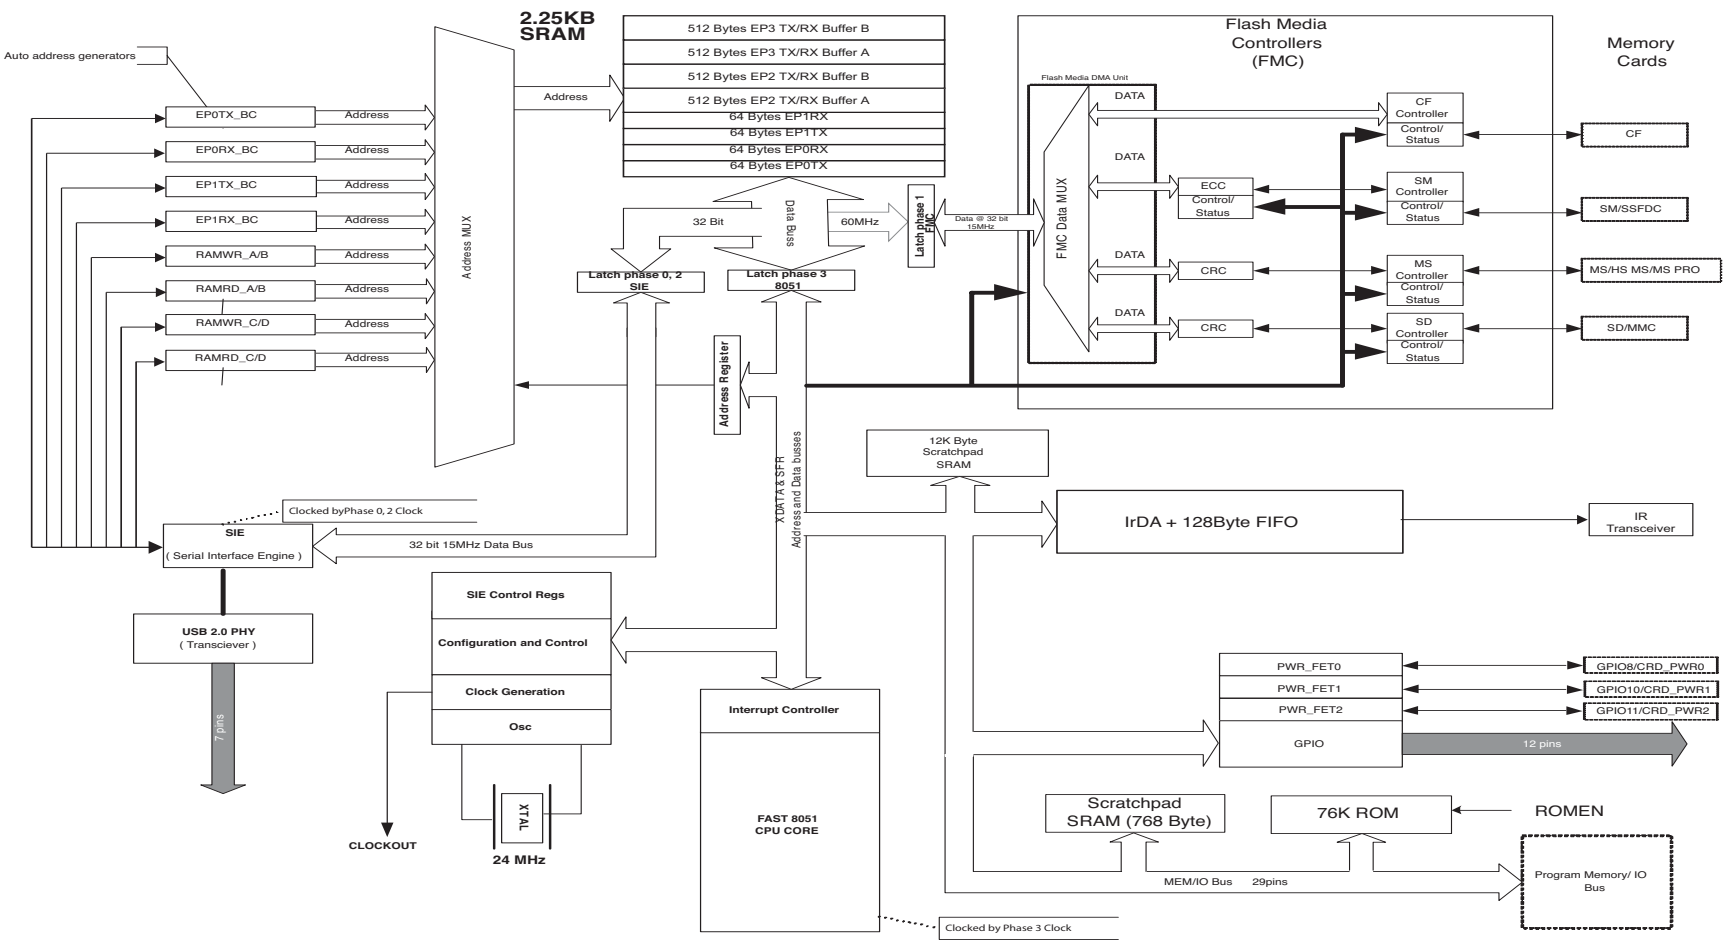 2.25KB
SRAM
Auto address generators
EP0TX_BC
Address
EP0RX_BC
Address
EP1TX_BC
Address
EP1RX_BC
Address
RAMWR_A/B
Address
RAMRD_A/B
Address
RAMWR_C/D
Address
RAMRD_C/D
Address
Address MUX
Address
512 Bytes EP3 TX/RX Buffer B
512 Bytes EP3 TX/RX Buffer A
512 Bytes EP2 TX/RX Buffer B
512 Bytes EP2 TX/RX Buffer A
64 Bytes EP1RX
64 Bytes EP1TX
64 Bytes EP0RX
64 Bytes EP0TX
32 Bit
Data
Buss
60MHz
Latch phase 1
FMC
Data @ 32 bit
15MHz
Latch phase 0, 2
SIE
Latch phase 3
8051
Address Register
XDATA & SFR
Address and Data busses
Flash Media
Controllers
(FMC)
Flash Media DMA Unit
FMC Data MUX
DATA
DATA
DATA
DATA
CF
Controller
Control/
Status
ECC
Control/
Status
SM
Controller
Control/
Status
CRC
MS
Controller
Control/
Status
CRC
SD
Controller
Control/
Status
Memory
Cards
CF
SM/SSFDC
MS/HS MS/MS PRO
SD/MMC
12K Byte
Scratchpad
SRAM
IrDA + 128Byte FIFO
IR
Transceiver
Clocked byPhase 0, 2 Clock
SIE
( Serial Interface Engine )
32 bit 15MHz Data Bus
USB 2.0 PHY
( Transciever )
7 pins
SIE Control Regs
Configuration and Control
Clock Generation
Osc
XTAL
24 MHz
CLOCKOUT
Interrupt Controller
FAST 8051
CPU CORE
Clocked by Phase 3 Clock
PWR_FET0
PWR_FET1
PWR_FET2
GPIO
GPIO8/CRD_PWR0
GPIO10/CRD_PWR1
GPIO11/CRD_PWR2
12 pins
Scratchpad
SRAM (768 Byte)
76K ROM
ROMEN
MEM/IO Bus 29pins
Program Memory/ IO
Bus